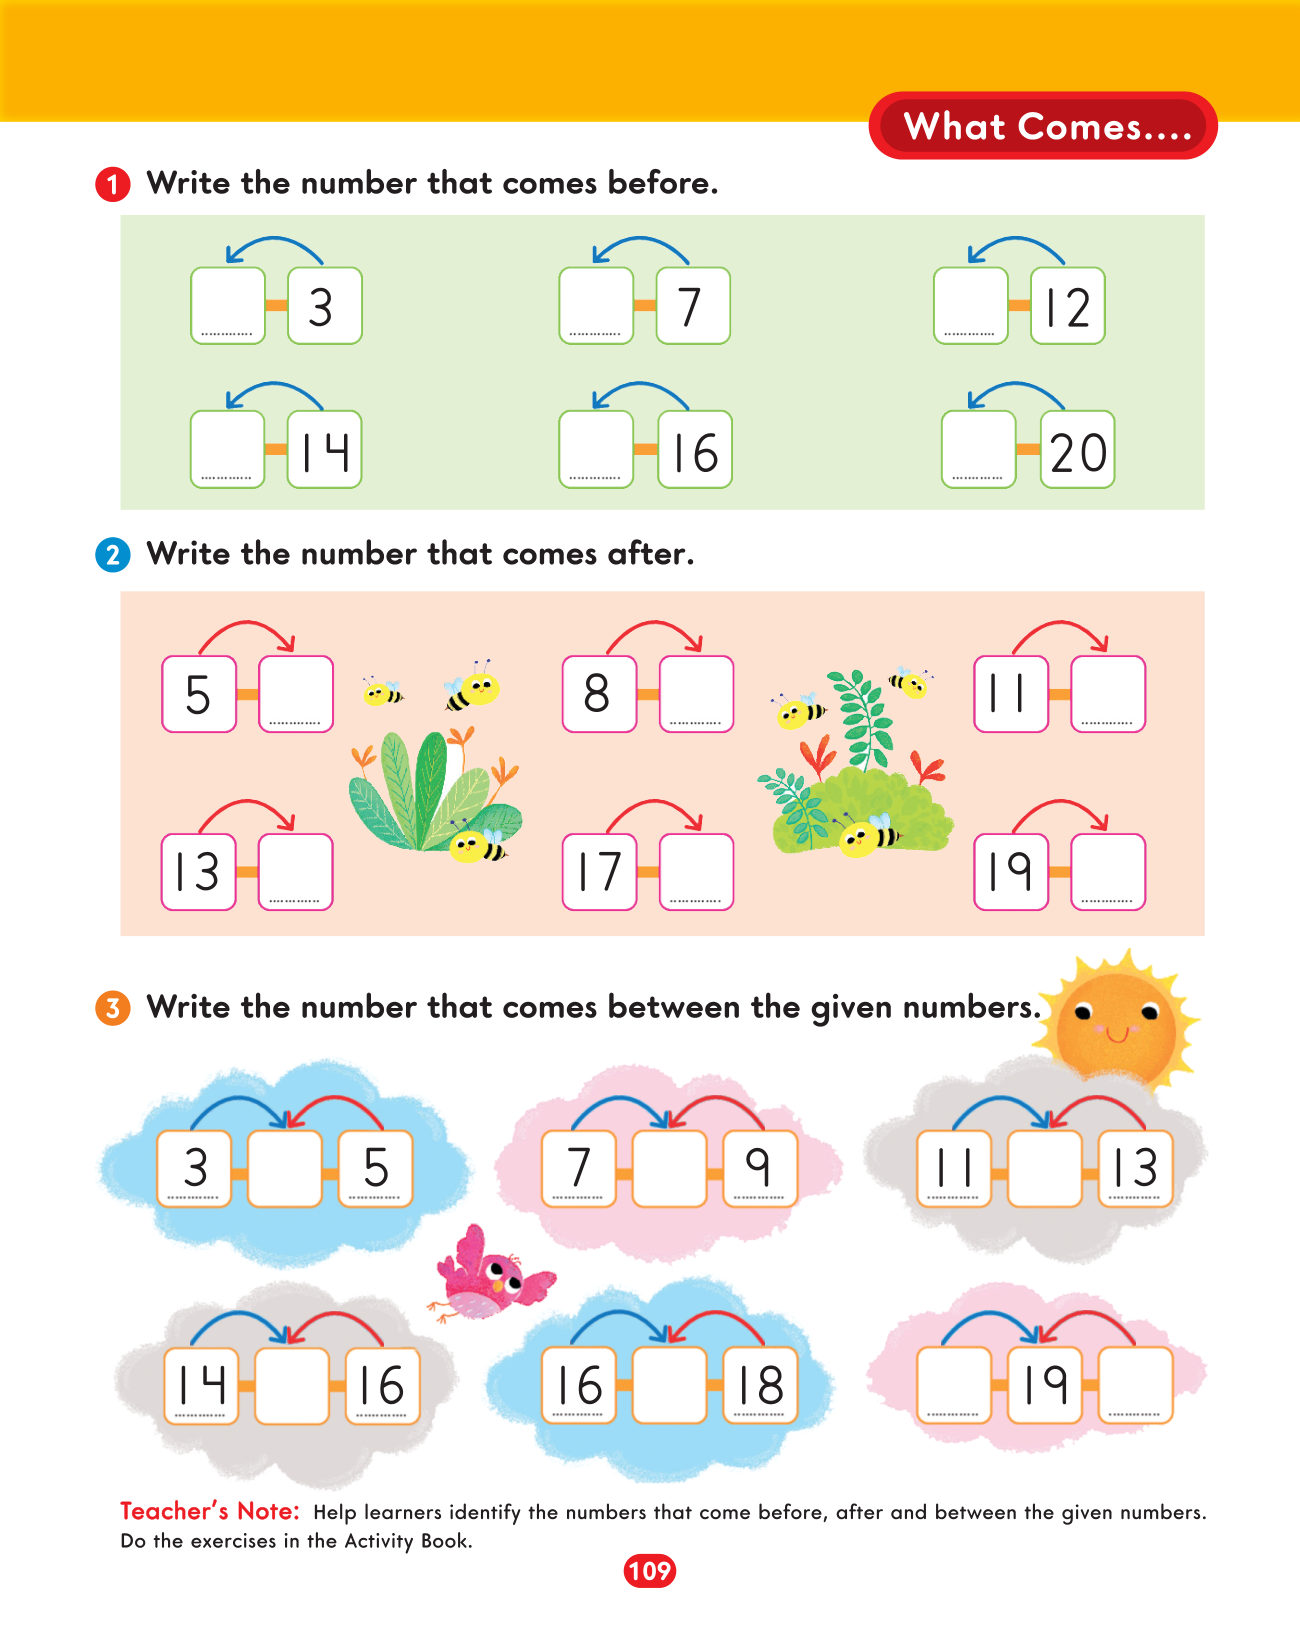 What Comes....
1 Write the number that comes before.
3 7 12
............. ............. .............
14 16 20
............. ............. .............
2 Write the number that comes after.
5 8 11
............. ............. .............
13 17 19
............. ............. .............
3 Write the number that comes between the given numbers.
3 5 7 9 11 13
14 16 16 18 19
Teacher's Note: Help learners identify the numbers that come before, after and between the given numbers.
Do the exercises in the Activity Book.
109